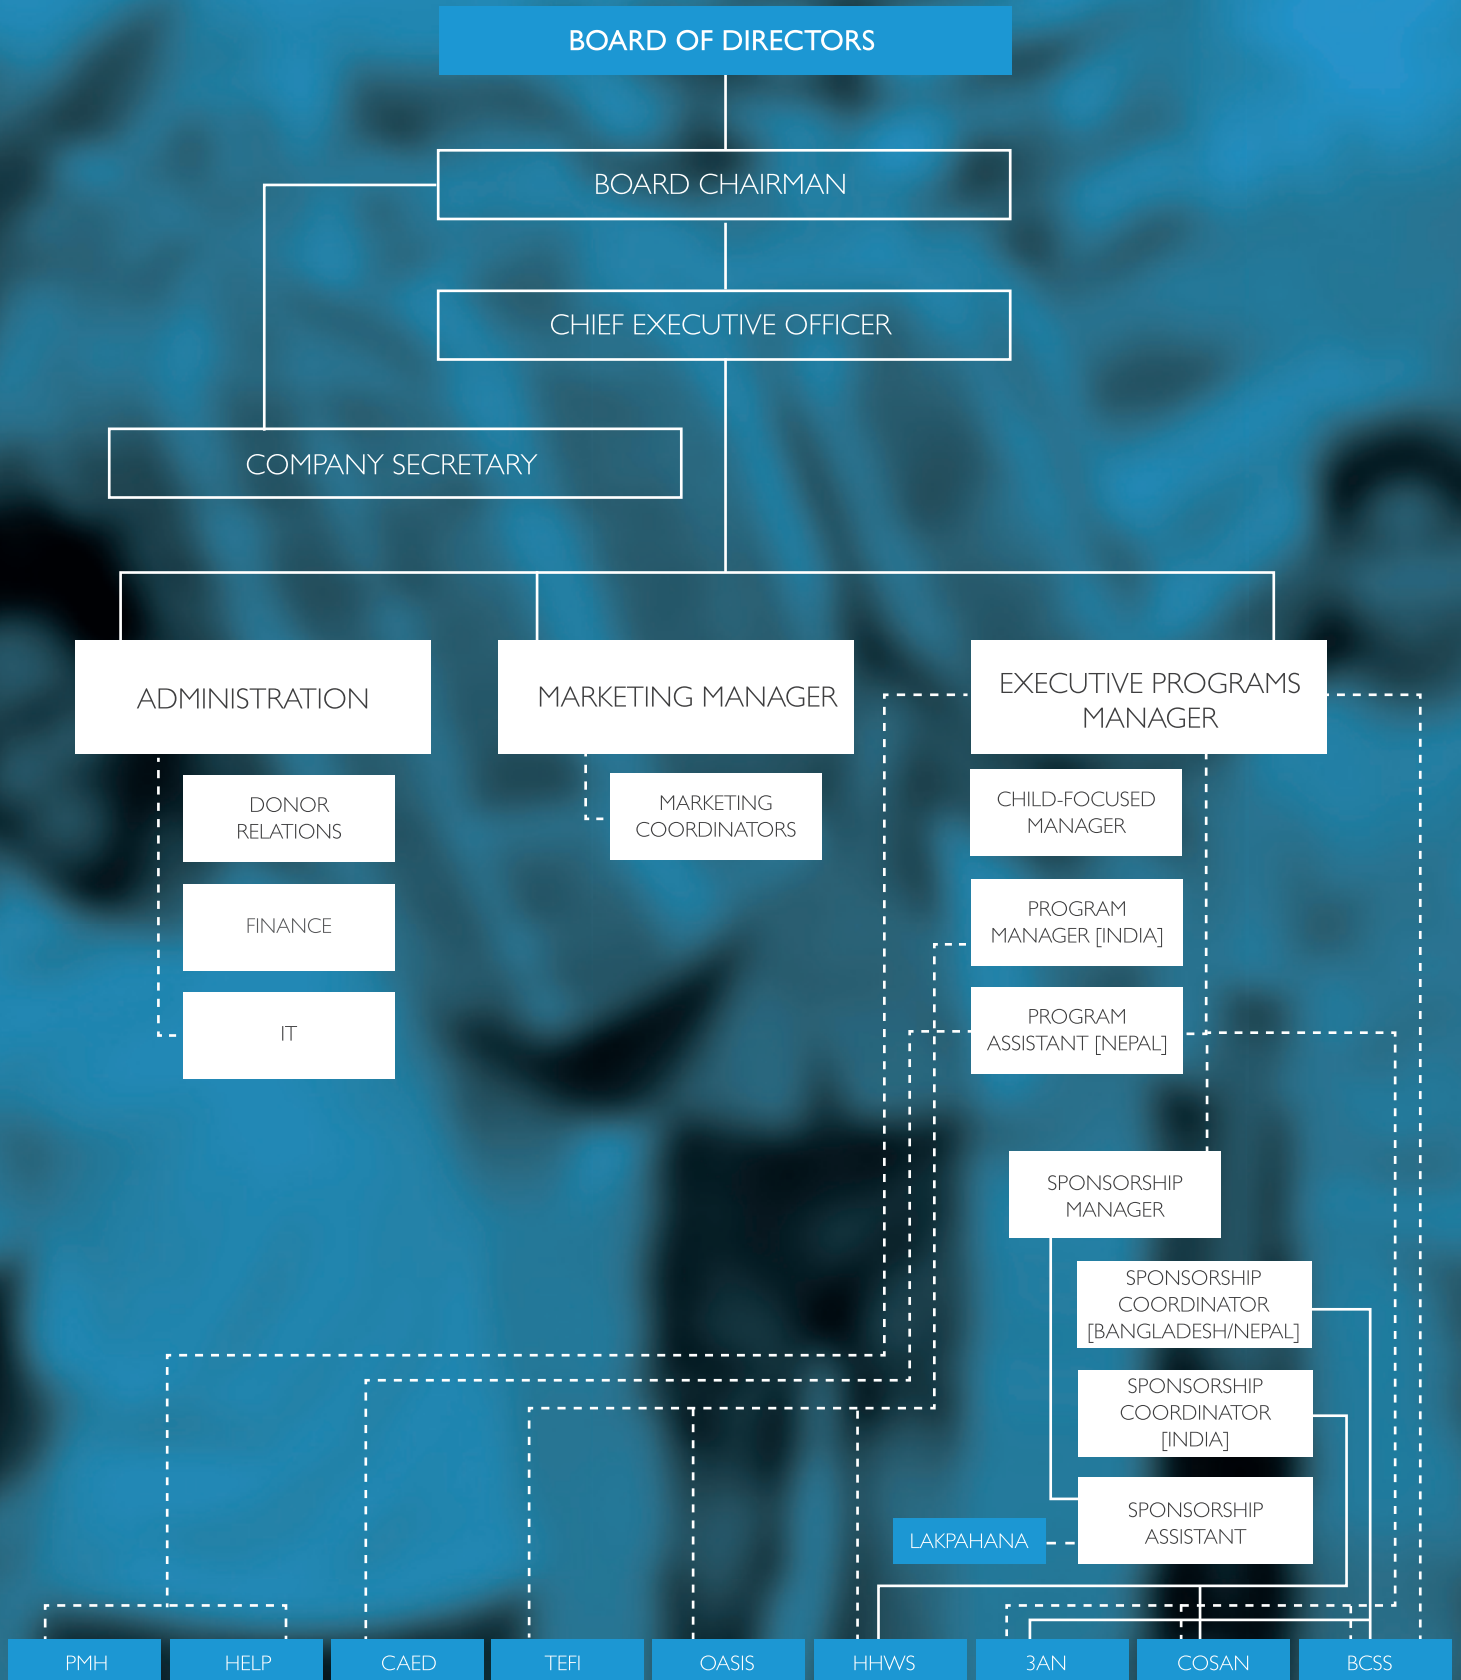 BOARD OF DIRECTORS
BOARD CHAIRMAN
CHIEF EXECUTIVE OFFICER
COMPANY SECRETARY
ADMINISTRATION
DONOR
RELATIONS
FINANCE
IT
MARKETING MANAGER
MARKETING
COORDINATORS
EXECUTIVE PROGRAMS
MANAGER
CHILD-FOCUSED
MANAGER
PROGRAM
MANAGER [INDIA]
PROGRAM
ASSISTANT [NEPAL]
SPONSORSHIP
MANAGER
SPONSORSHIP
COORDINATOR
[BANGLADESH/NEPAL]
SPONSORSHIP
COORDINATOR
[INDIA]
SPONSORSHIP
ASSISTANT
LAKPAHANA
PMH
HELP
CAED
TEFI
OASIS
HHWS
3AN
COSAN
BCSS